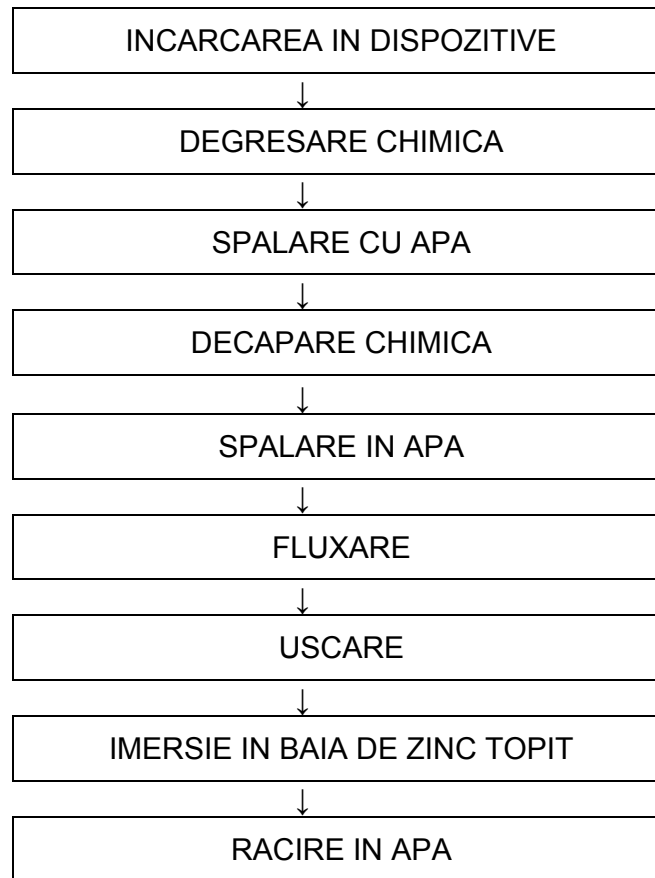 INCARCAREA IN DISPOZITIVE
↓
DEGRESARE CHIMICA
↓
SPALARE CU APA
↓
DECAPARE CHIMICA
↓
SPALARE IN APA
↓
FLUXARE
↓
USCARE
↓
IMERSIE IN BAIA DE ZINC TOPIT
↓
RACIRE IN APA